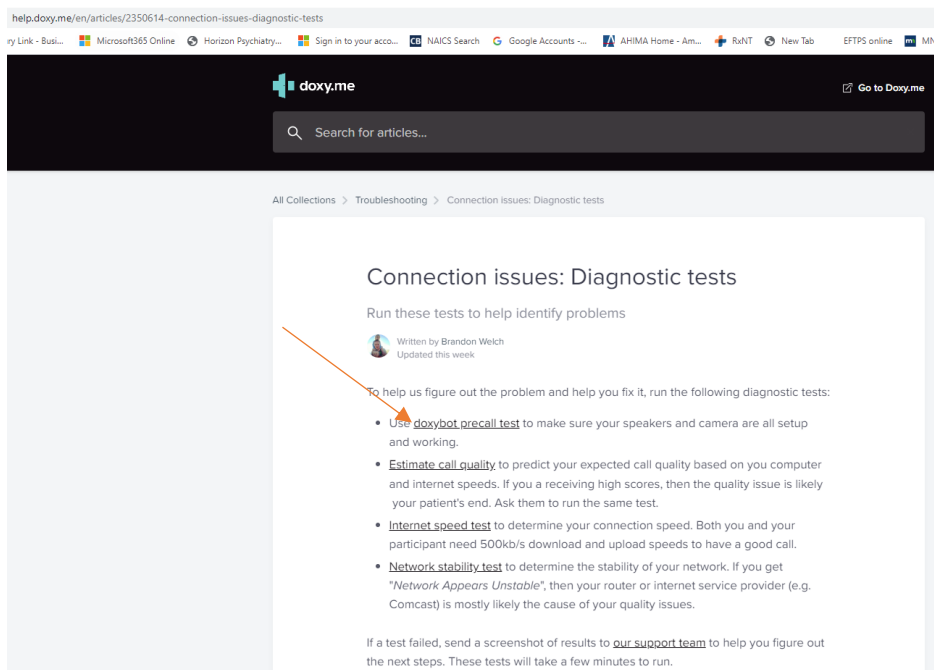 help.doxy.me/en/articles/2350614-connection-issues-diagnostic-tests
ry Link - Busi... Microsoft365 Online Horizon Psychiatry... Sign in to your acco... CB NAICS Search G Google Accounts -... AHIMA Home - Am... RxNT New Tab EFTPS online m MN
doxy.me
Go to Doxy.me
Search for articles...
All Collections > Troubleshooting > Connection issues: Diagnostic tests
Connection issues: Diagnostic tests
Run these tests to help identify problems
Written by Brandon Welch
Updated this week
To help us figure out the problem and help you fix it, run the following diagnostic tests:
• Use doxybot precall test to make sure your speakers and camera are all setup
and working.
• Estimate call quality to predict your expected call quality based on you computer
and internet speeds. If you a receiving high scores, then the quality issue is likely
your patient's end. Ask them to run the same test.
• Internet speed test to determine your connection speed. Both you and your
participant need 500kb/s download and upload speeds to have a good call.
• Network stability test to determine the stability of your network. If you get
"Network Appears Unstable", then your router or internet service provider (e.g.
Comcast) is mostly likely the cause of your quality issues.
If a test failed, send a screenshot of results to our support team to help you figure out
the next steps. These tests will take a few minutes to run.